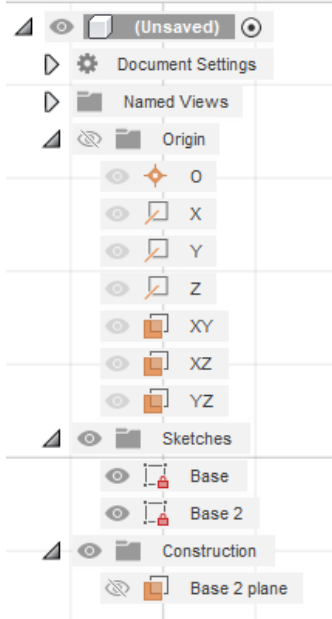 (Unsaved)
Document Settings
Named Views
Origin
O
X
Y
Z
XY
XZ
YZ
Sketches
Base
Base 2
Construction
Base 2 plane